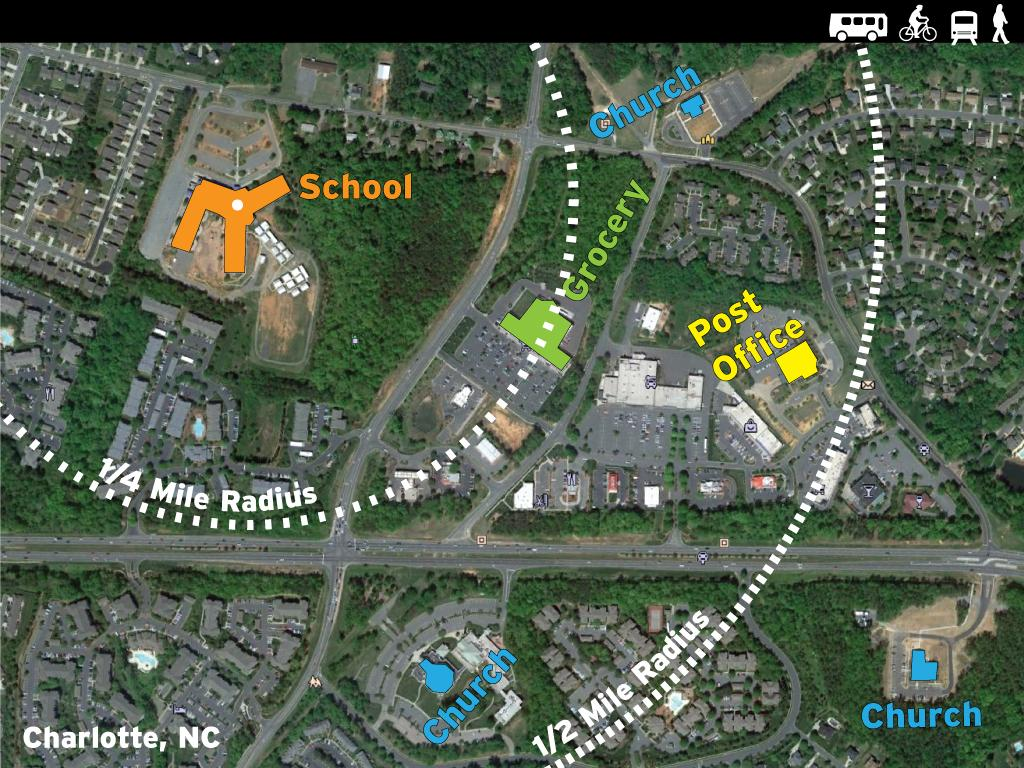 Church
School
Grocery
Post
Office
1/4 Mile Radius
1/2 Mile Radius
Church
Church
Charlotte, NC